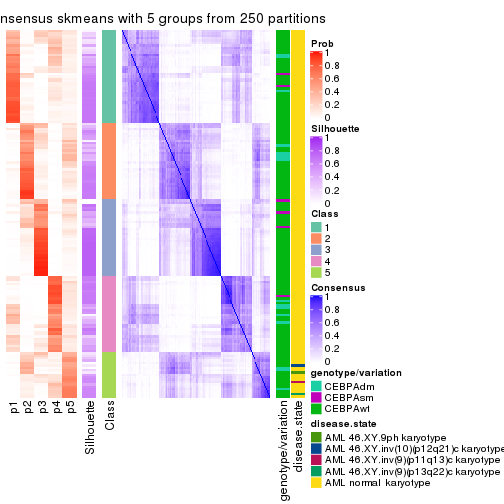 nsensus skmeans with 5 groups from 250 partitions
Prob
1
0.8
0.6
0.4
0.2
0
Silhouette
1
0.8
0.6
0.4
0.2
0
Class
1
2
3
4
5
Consensus
1
0.8
0.6
0.4
0.2
0
genotype/variation
CEBPAdm
CEBPAsm
CEBPAwt
disease.state
AML 46.XY.9ph karyotype
AML 46.XY.inv(10)(p12q21)c karyotype
AML 46.XY.inv(9)(p11q13)c karyotype
AML 46.XY.inv(9)(p13q22)c karyotype
AML normal karyotype
p1
p2
p3
p4
p5
Silhouette
Class
genotype/variation
disease.state